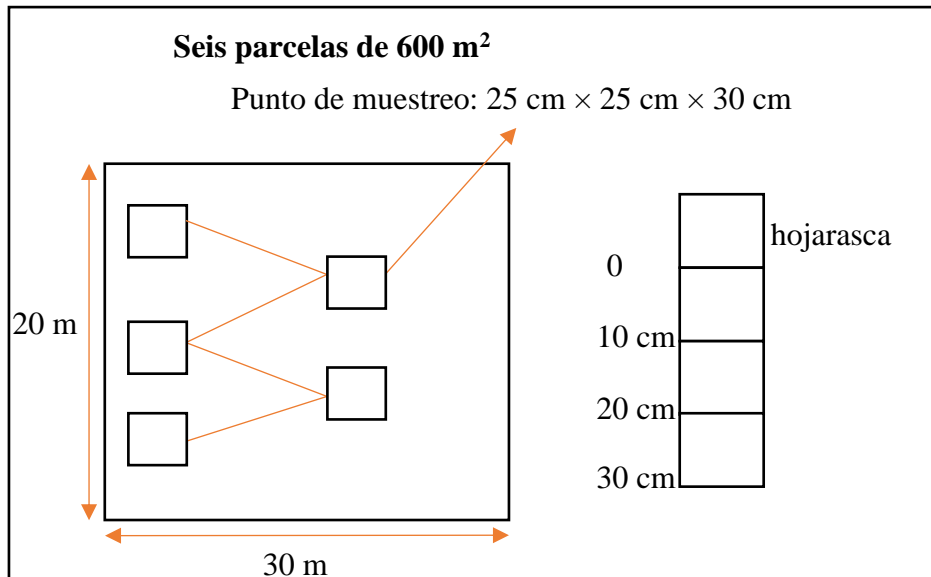 Seis parcelas de 600 m²
Punto de muestreo: 25 cm × 25 cm × 30 cm
hojarasca
0
20 m
10 cm
20 cm
30 cm
30 m